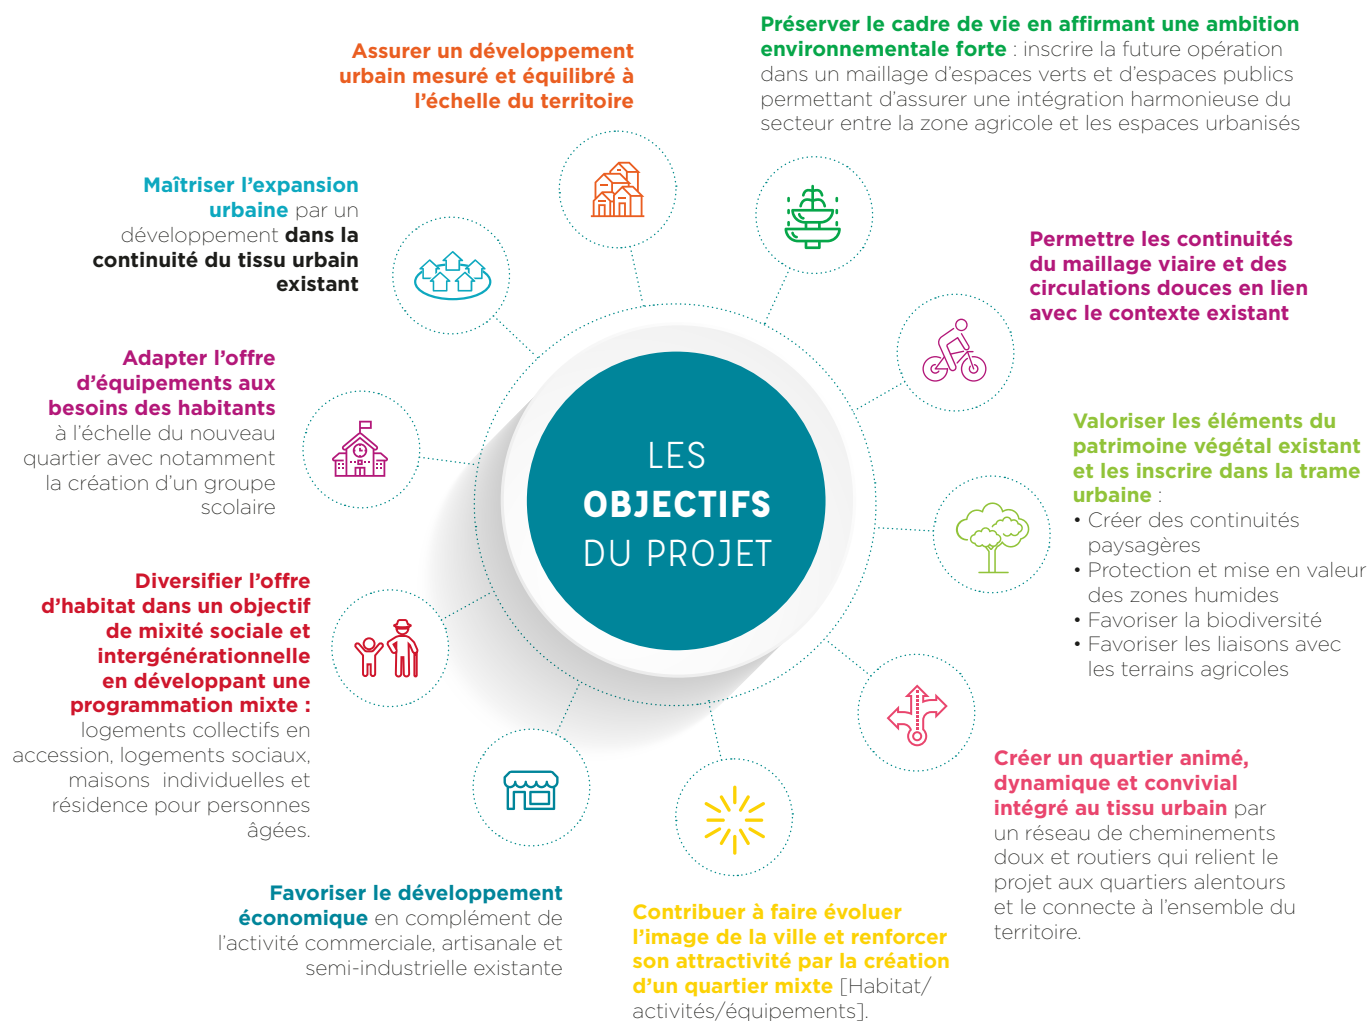 Préserver le cadre de vie en affirmant une ambition
environnementale forte : inscrire la future opération
dans un maillage d'espaces verts et d'espaces publics
permettant d'assurer une intégration harmonieuse du
secteur entre la zone agricole et les espaces urbanisés
Assurer un développement
urbain mesuré et équilibré à
l'échelle du territoire
Maîtriser l'expansion
urbaine par un
développement dans la
continuité du tissu urbain
existant
Permettre les continuités
du maillage viaire et des
circulations douces en lien
avec le contexte existant
Adapter l'offre
d'équipements aux
besoins des habitants
à l'échelle du nouveau
quartier avec notamment
la création d'un groupe
scolaire
LES
OBJECTIFS
DU PROJET
Valoriser les éléments du
patrimoine végétal existant
et les inscrire dans la trame
urbaine :
• Créer des continuités
paysagères
• Protection et mise en valeur
des zones humides
• Favoriser la biodiversité
• Favoriser les liaisons avec
les terrains agricoles
Diversifier l'offre
d'habitat dans un objectif
de mixité sociale et
intergénérationnelle
en développant une
programmation mixte :
logements collectifs en
accession, logements sociaux,
maisons individuelles et
résidence pour personnes
âgées.
Créer un quartier animé,
dynamique et convivial
intégré au tissu urbain par
un réseau de cheminements
doux et routiers qui relient le
projet aux quartiers alentours
et le connecte à l'ensemble du
territoire.
Favoriser le développement
économique en complément de
l'activité commerciale, artisanale et
semi-industrielle existante
Contribuer à faire évoluer
l'image de la ville et renforcer
son attractivité par la création
d'un quartier mixte [Habitat/
activités/équipements].